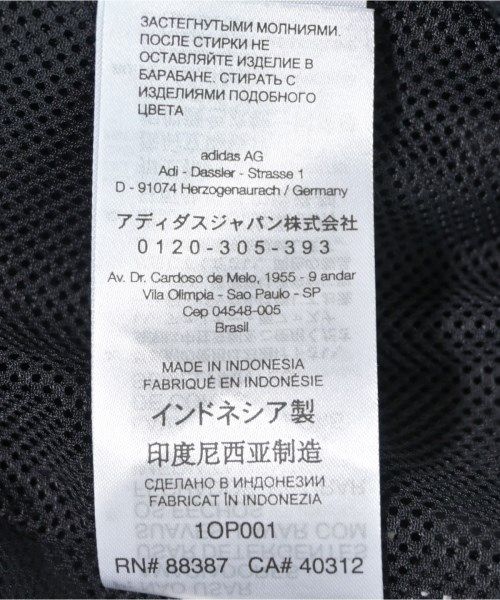 ЗАСТЕГНУТЫМИ МОЛНИЯМИ.
ПОСЛЕ СТИРКИ НЕ
ОСТАВЛЯЙТЕ ИЗДЕЛИЕ В
БАРАБАНЕ. СТИРАТЬ С
ИЗДЕЛИЯМИ ПОДОБНОГО
ЦВЕТА
adidas AG
Adi - Dassler - Strasse 1
D - 91074 Herzogenaurach / Germany
アディダスジャパン株式会社
0120-305-393
Av. Dr. Cardoso de Melo, 1955 - 9 andar
Vila Olimpia - Sao Paulo - SP
Cep 04548-005
Brasil
MADE IN INDONESIA
FABRIQUÉ EN INDONÉSIE
インドネシア製
印度尼西亚制造
СДЕЛАНО В ИНДОНЕЗИИ
FABRICAT ÎN INDONEZIA
1OP001
RN# 88387 CA# 40312